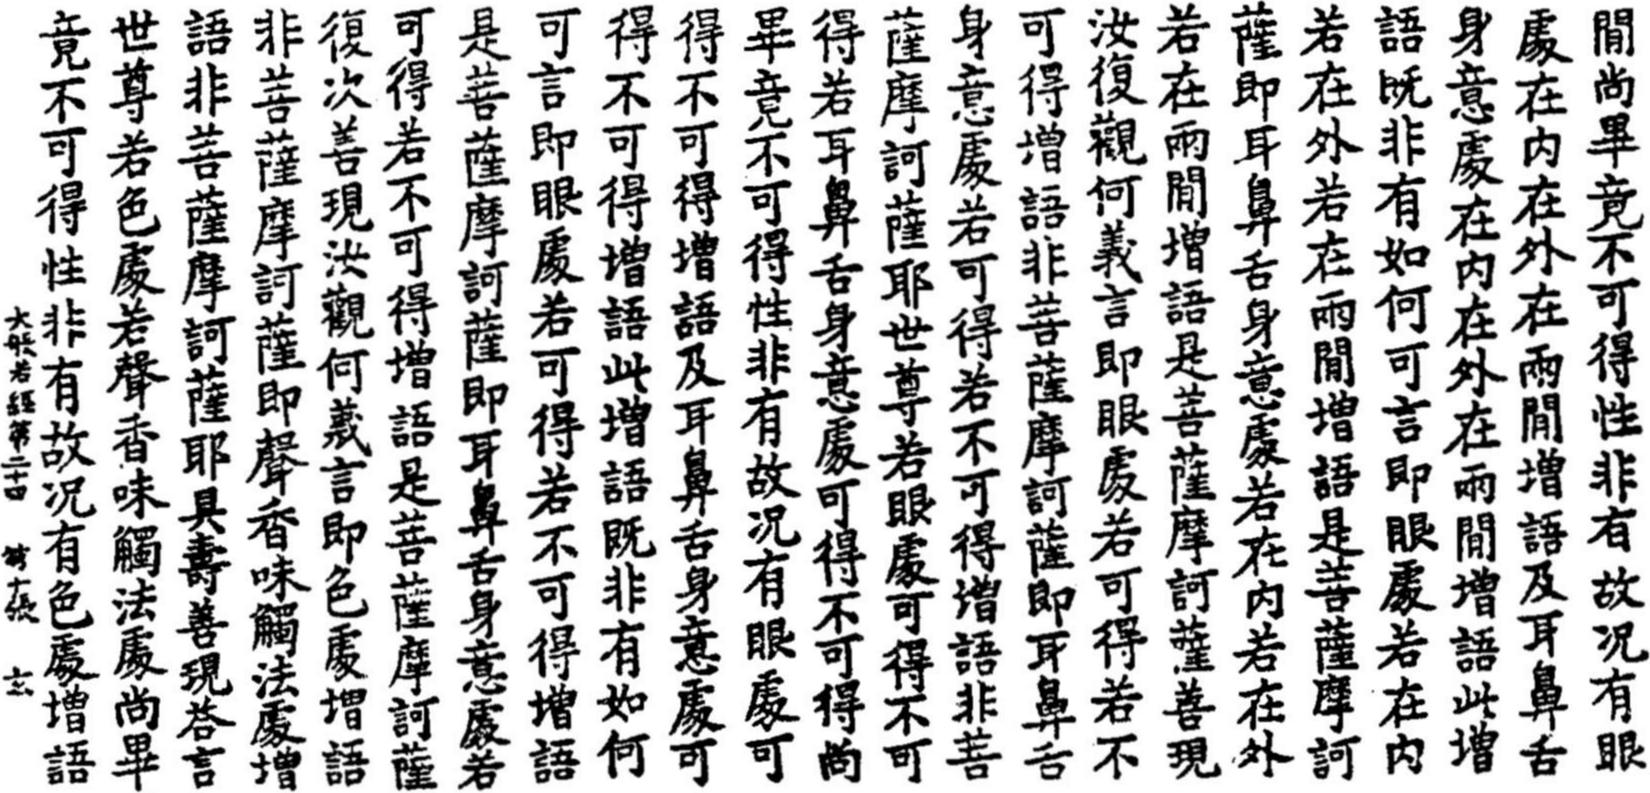 閒尚畢竟不可得性非有故况有眼
處在内在外在兩閒增語及耳鼻舌
身意處在内在外在兩閒增語此增
語既非有如何可言即眼處若在内
若在外若在兩閒增語是菩薩摩訶
薩即耳鼻舌身意處若在内若在外
若在兩閒增語是菩薩摩訶薩善現
汝復觀何義言即眼處若可得若不
可得增語非菩薩摩訶薩即耳鼻舌
身意處若可得若不可得增語非菩
薩摩訶薩耶世尊若眼處可得不可
得若耳鼻舌身意處可得不可得尚
畢竟不可得性非有故况有眼處可
得不可得增語及耳鼻舌身意處可
得不可得增語此增語既非有如何
可言即眼處若可得若不可得增語
是菩薩摩訶薩即耳鼻舌身意處若
可得若不可得增語是菩薩摩訶薩
復次善現汝觀何義言即色處增語
非菩薩摩訶薩即聲香味觸法處增
語非菩薩摩訶薩耶具壽善現荅言
世尊若色處若聲香味觸法處尚畢
竟不可得性非有故况有色處增語
大般若經第二十四 第十張